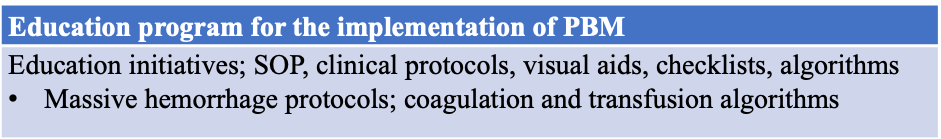 Education program for the implementation of PBM
Education initiatives; SOP, clinical protocols, visual aids, checklists, algorithms
• Massive hemorrhage protocols; coagulation and transfusion algorithms